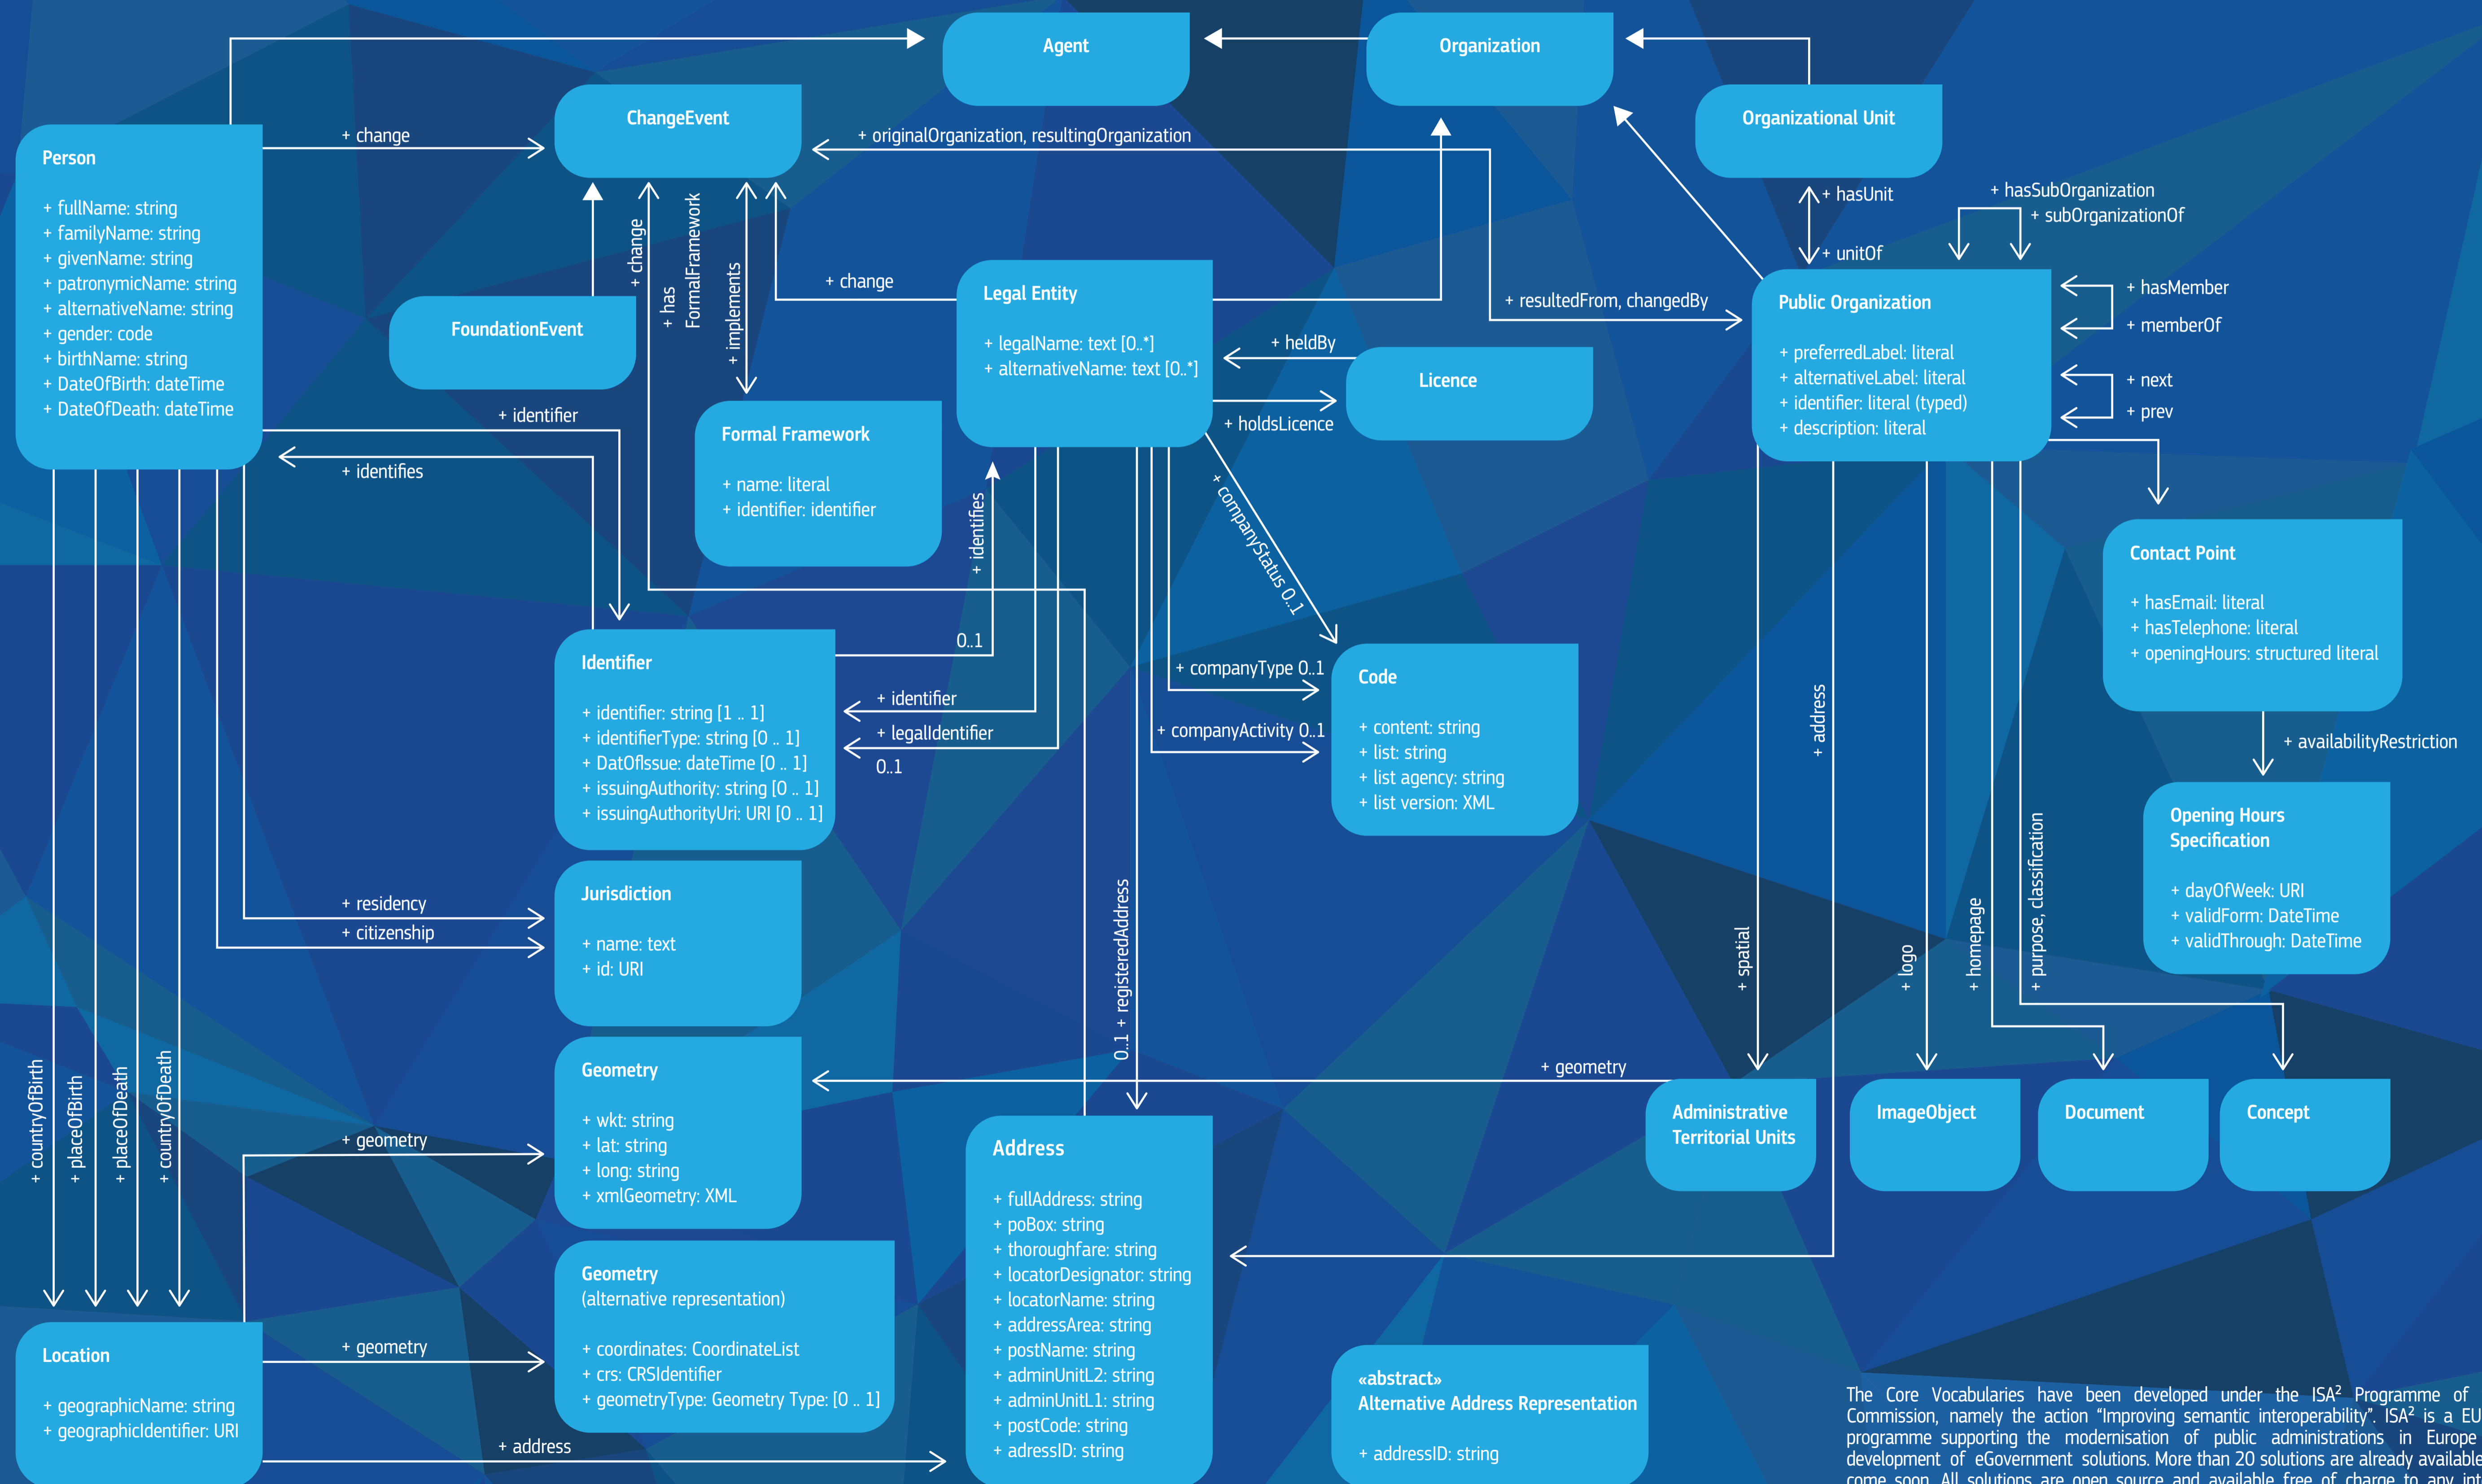 Agent
Organization
ChangeEvent
Organizational Unit
+ change
+ originalOrganization, resultingOrganization
Person
+ fullName: string
+ familyName: string
+ givenName: string
+ patronymicName: string
+ alternativeName: string
+ gender: code
+ birthName: string
+ DateOfBirth: dateTime
+ DateOfDeath: dateTime
+ hasUnit
+ unitOf
+ hasSubOrganization
+ subOrganizationOf
+ change
+ has
FormalFramework
+ implements
+ change
FoundationEvent
Legal Entity
+ legalName: text [0..*]
+ alternativeName: text [0..*]
+ resultedFrom, changedBy
Public Organization
+ preferredLabel: literal
+ alternativeLabel: literal
+ identifier: literal (typed)
+ description: literal
+ hasMember
+ memberOf
+ next
+ prev
+ heldBy
Licence
+ holdsLicence
+ identifier
+ identifies
Formal Framework
+ name: literal
+ identifier: identifier
+ identifies
0..1
+ companyStatus 0..1
Contact Point
+ hasEmail: literal
+ hasTelephone: literal
+ openingHours: structured literal
Identifier
+ identifier: string [1 .. 1]
+ identifierType: string [0 .. 1]
+ DatOfIssue: dateTime [0 .. 1]
+ issuingAuthority: string [0 .. 1]
+ issuingAuthorityUri: URI [0 .. 1]
+ identifier
+ legalIdentifier
0..1
+ companyType 0..1
+ companyActivity 0..1
Code
+ content: string
+ list: string
+ list agency: string
+ list version: XML
+ address
+ availabilityRestriction
Opening Hours
Specification
+ dayOfWeek: URI
+ validForm: DateTime
+ validThrough: DateTime
+ residency
+ citizenship
Jurisdiction
+ name: text
+ id: URI
0..1 + registeredAddress
+ spatial
+ logo
+ homepage
+ purpose, classification
+ countryOfBirth
+ placeOfBirth
+ placeOfDeath
+ countryOfDeath
Geometry
+ wkt: string
+ lat: string
+ long: string
+ xmlGeometry: XML
+ geometry
+ geometry
Administrative
Territorial Units
ImageObject
Document
Concept
Address
+ fullAddress: string
+ poBox: string
+ thoroughfare: string
+ locatorDesignator: string
+ locatorName: string
+ addressArea: string
+ postName: string
+ adminUnitL2: string
+ adminUnitL1: string
+ postCode: string
+ adressID: string
Geometry
(alternative representation)
+ coordinates: CoordinateList
+ crs: CRSIdentifier
+ geometryType: Geometry Type: [0 .. 1]
+ geometry
Location
+ geographicName: string
+ geographicIdentifier: URI
+ address
«abstract»
Alternative Address Representation
+ addressID: string
The Core Vocabularies have been developed under the ISA² Programme of
Commission, namely the action “Improving semantic interoperability”. ISA² is a EU
programme supporting the modernisation of public administrations in Europe
development of eGovernment solutions. More than 20 solutions are already available
come soon. All solutions are open source and available free of charge to any